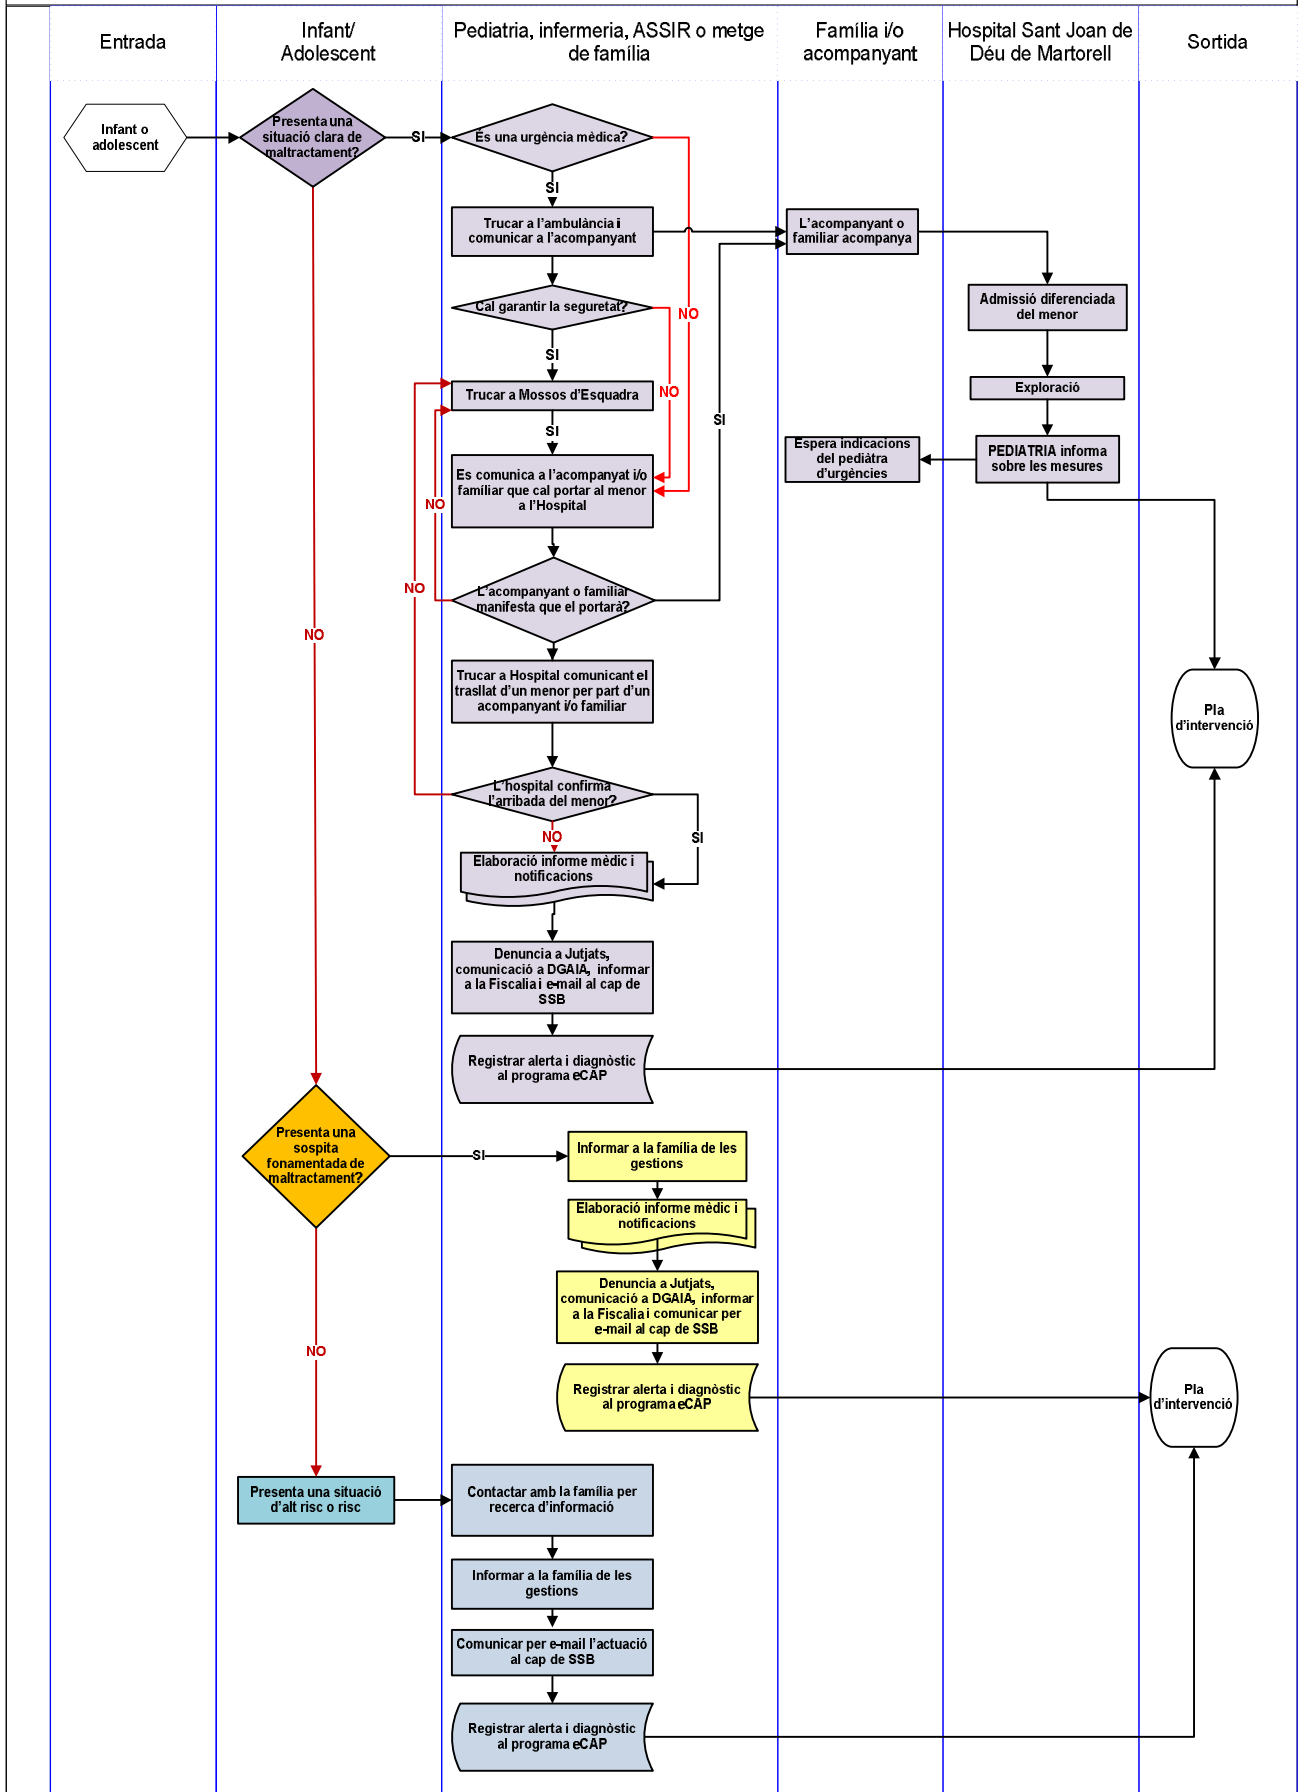 Entrada
Infant/
Adolescent
Pediatria, infermeria, ASSIR o metge
de família
Família i/o
acompanyant
Hospital Sant Joan de
Déu de Martorell
Sortida
Infant o
adolescent
Presenta una
situació clara de
maltractament?
SI
És una urgència mèdica?
SI
Trucar a l'ambulància i
comunicar a l'acompanyant
L'acompanyant o
familiar acompanya
Cal garantir la seguretat?
NO
Admissió diferenciada
del menor
SI
Trucar a Mossos d'Esquadra
NO
Exploració
SI
SI
Espera indicacions
del pediàtra
d'urgències
PEDIATRIA informa
sobre les mesures
Es comunica a l'acompanyat i/o
famíliar que cal portar al menor
a l'Hospital
NO
NO
L'acompanyant o familiar
manifesta que el portarà?
NO
Trucar a Hospital comunicant el
trasllat d'un menor per part d'un
acompanyant i/o familiar
Pla
d'intervenció
L'hospital confirma
l'arribada del menor?
NO
SI
Elaboració informe mèdic i
notificacions
Denuncia a Jutjats,
comunicació a DGAIA, informar
a la Fiscalia i e-mail al cap de
SSB
Registrar alerta i diagnòstic
al programa eCAP
Presenta una
sospita
fonamentada de
maltractament?
SI
Informar a la família de les
gestions
Elaboració informe mèdic i
notificacions
Denuncia a Jutjats,
comunicació a DGAIA, informar
a la Fiscalia i comunicar per
e-mail al cap de SSB
NO
Registrar alerta i diagnòstic
al programa eCAP
Pla
d'intervenció
Presenta una situació
d'alt risc o risc
Contactar amb la família per
recerca d'informació
Informar a la família de les
gestions
Comunicar per e-mail l'actuació
al cap de SSB
Registrar alerta i diagnòstic
al programa eCAP